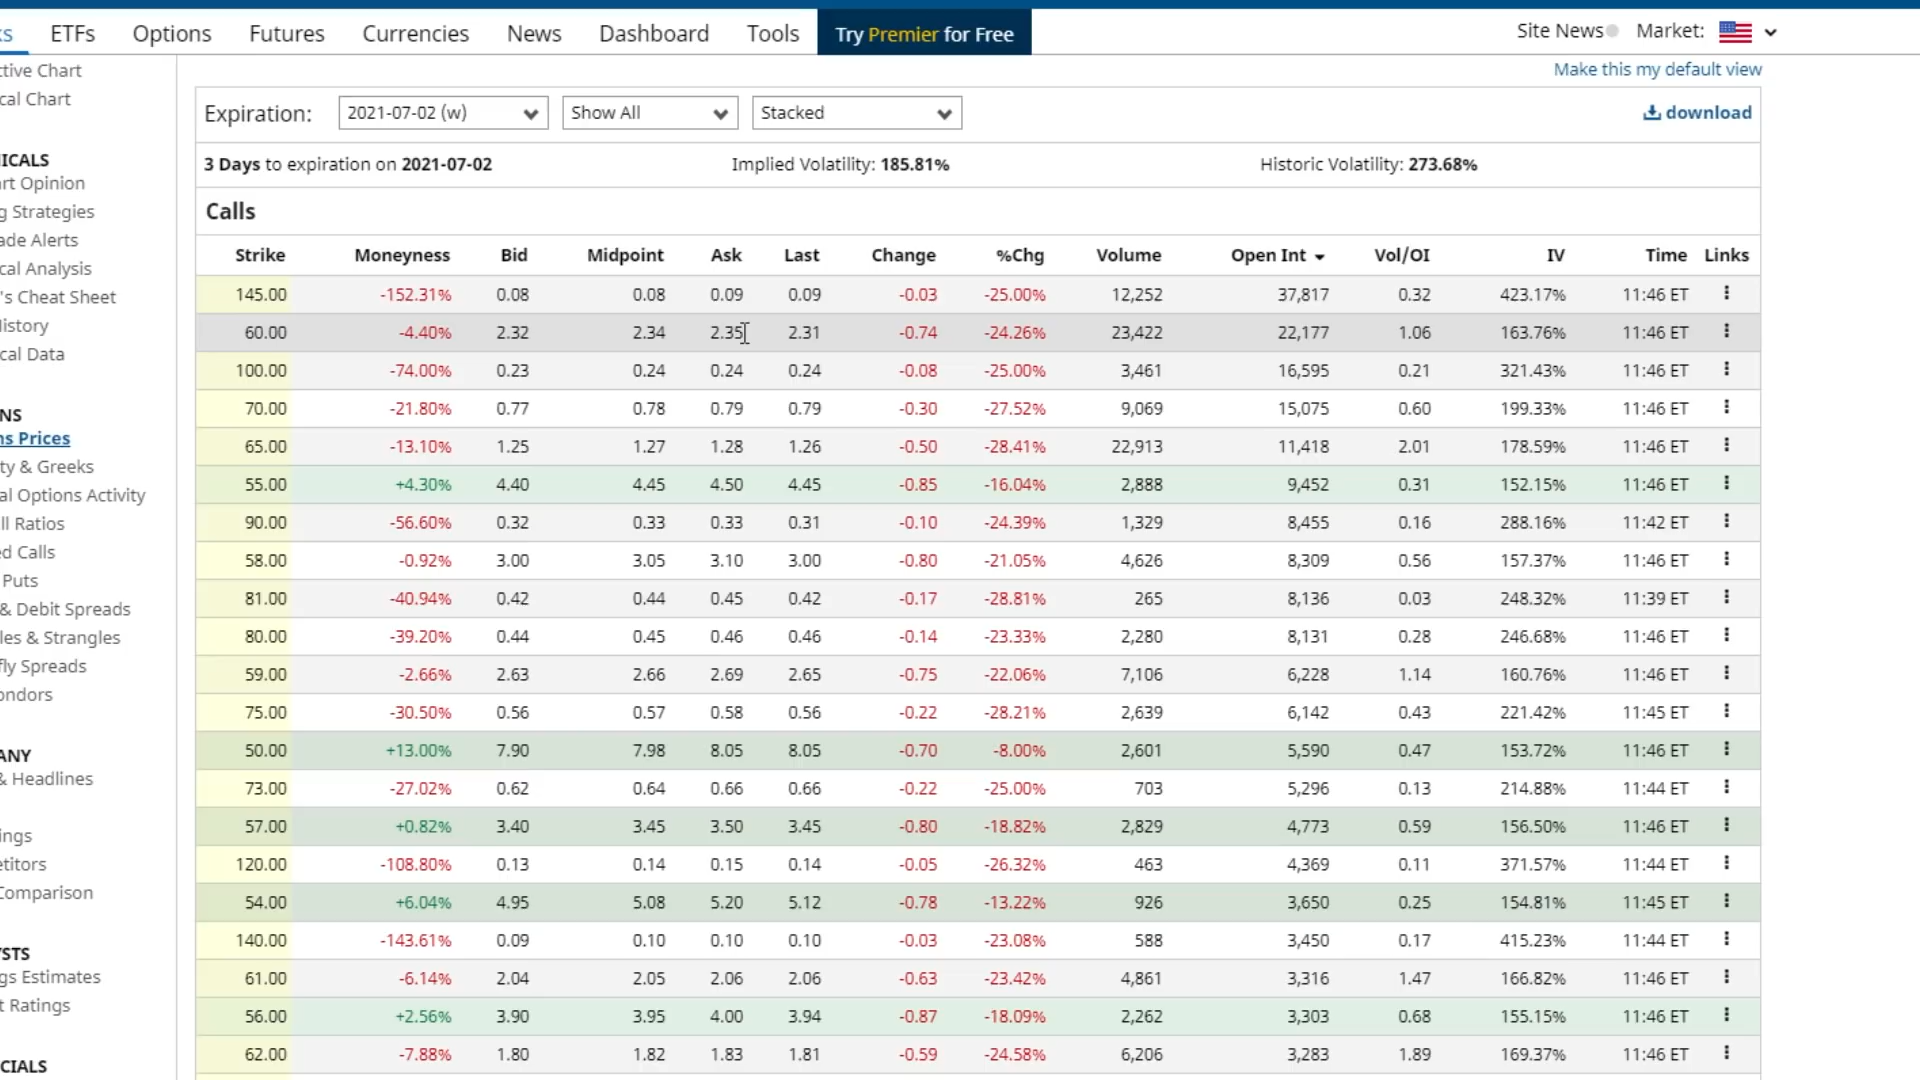 ETFs Options Futures Currencies News Dashboard Tools Try Premier for Free Site News Market:
Make this my default view
ctive Chart
cal Chart
ICALS
rt Opinion
g Strategies
ade Alerts
cal Analysis
's Cheat Sheet
History
cal Data
NS
ns Prices
ty & Greeks
al Options Activity
ll Ratios
ed Calls
Puts
& Debit Spreads
les & Strangles
fly Spreads
ondors
ANY
& Headlines
ings
etitors
Comparison
YSTS
gs Estimates
t Ratings
CIALS
Expiration: 2021-07-02 (w) Show All Stacked download
3 Days to expiration on 2021-07-02 Implied Volatility: 185.81% Historic Volatility: 273.68%
Calls
Strike Moneyness Bid Midpoint Ask Last Change %Chg Volume Open Int Vol/OI IV Time Links
145.00 -152.31% 0.08 0.08 0.09 0.09 -0.03 -25.00% 12,252 37,817 0.32 423.17% 11:46 ET
60.00 -4.40% 2.32 2.34 2.35 2.31 -0.74 -24.26% 23,422 22,177 1.06 163.76% 11:46 ET
100.00 -74.00% 0.23 0.24 0.24 0.24 -0.08 -25.00% 3,461 16,595 0.21 321.43% 11:46 ET
70.00 -21.80% 0.77 0.78 0.79 0.79 -0.30 -27.52% 9,069 15,075 0.60 199.33% 11:46 ET
65.00 -13.10% 1.25 1.27 1.28 1.26 -0.50 -28.41% 22,913 11,418 2.01 178.59% 11:46 ET
55.00 +4.30% 4.40 4.45 4.50 4.45 -0.85 -16.04% 2,888 9,452 0.31 152.15% 11:46 ET
90.00 -56.60% 0.32 0.33 0.33 0.31 -0.10 -24.39% 1,329 8,455 0.16 288.16% 11:42 ET
58.00 -0.92% 3.00 3.05 3.10 3.00 -0.80 -21.05% 4,626 8,309 0.56 157.37% 11:46 ET
81.00 -40.94% 0.42 0.44 0.45 0.42 -0.17 -28.81% 265 8,136 0.03 248.32% 11:39 ET
80.00 -39.20% 0.44 0.45 0.46 0.46 -0.14 -23.33% 2,280 8,131 0.28 246.68% 11:46 ET
59.00 -2.66% 2.63 2.66 2.69 2.65 -0.75 -22.06% 7,106 6,228 1.14 160.76% 11:46 ET
75.00 -30.50% 0.56 0.57 0.58 0.56 -0.22 -28.21% 2,639 6,142 0.43 221.42% 11:45 ET
50.00 +13.00% 7.90 7.98 8.05 8.05 -0.70 -8.00% 2,601 5,590 0.47 153.72% 11:46 ET
73.00 -27.02% 0.62 0.64 0.66 0.66 -0.22 -25.00% 703 5,296 0.13 214.88% 11:44 ET
57.00 +0.82% 3.40 3.45 3.50 3.45 -0.80 -18.82% 2,829 4,773 0.59 156.50% 11:46 ET
120.00 -108.80% 0.13 0.14 0.15 0.14 -0.05 -26.32% 463 4,369 0.11 371.57% 11:44 ET
54.00 +6.04% 4.95 5.08 5.20 5.12 -0.78 -13.22% 926 3,650 0.25 154.81% 11:45 ET
140.00 -143.61% 0.09 0.10 0.10 0.10 -0.03 -23.08% 588 3,450 0.17 415.23% 11:44 ET
61.00 -6.14% 2.04 2.05 2.06 2.06 -0.63 -23.42% 4,861 3,316 1.47 166.82% 11:46 ET
56.00 +2.56% 3.90 3.95 4.00 3.94 -0.87 -18.09% 2,262 3,303 0.68 155.15% 11:46 ET
62.00 -7.88% 1.80 1.82 1.83 1.81 -0.59 -24.58% 6,206 3,283 1.89 169.37% 11:46 ET